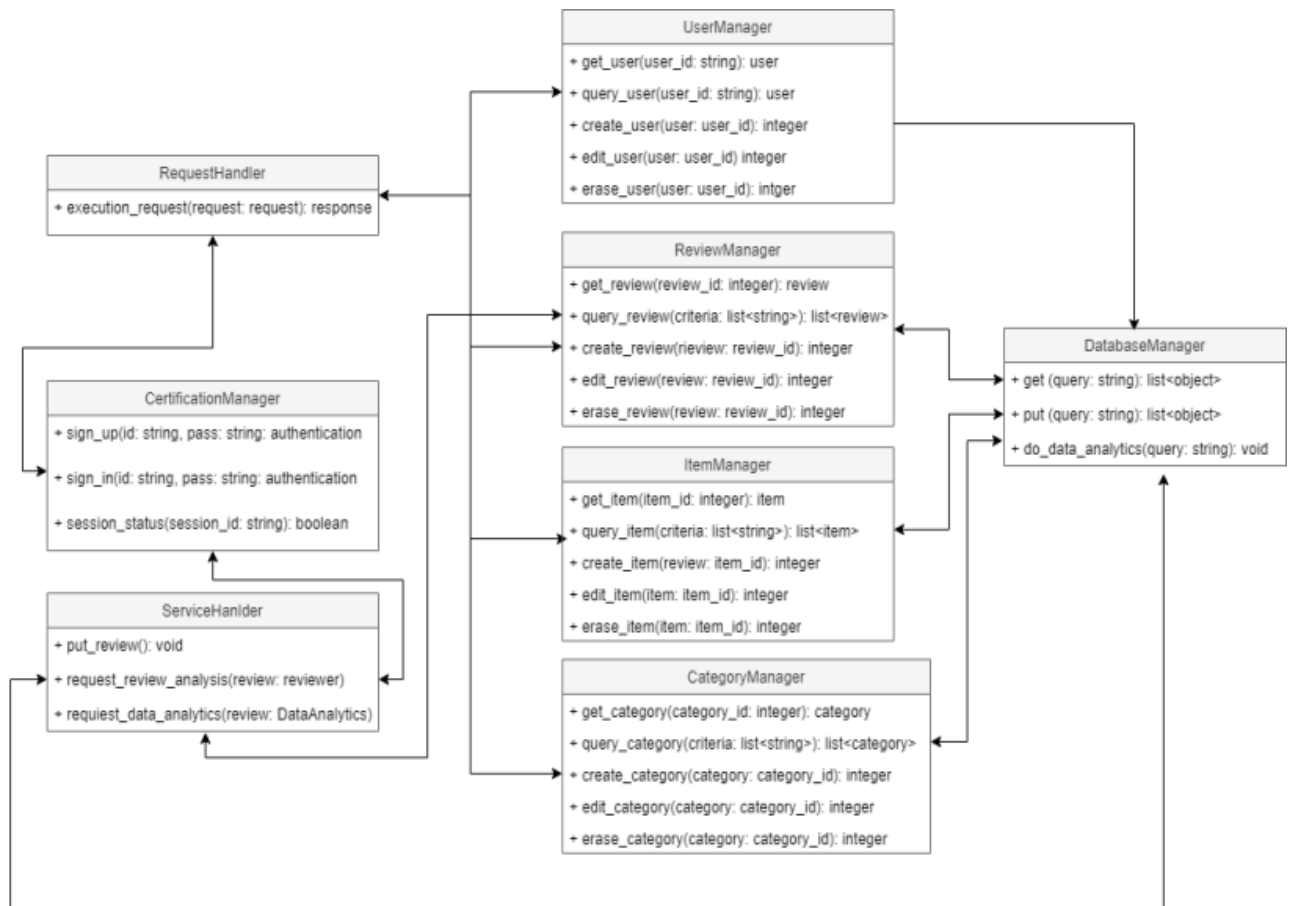 UserManager
+ get_user(user_id: string): user
+ query_user(user_id: string): user
+ create_user(user: user_id): integer
+ edit_user(user: user_id) integer
+ erase_user(user: user_id): intger
RequestHandler
+ execution_request(request: request): response
ReviewManager
+ get_review(review_id: integer): review
+ query_review(criteria: list<string>): list<review>
+ create_review(rieview: review_id): integer
+ edit_review(review: review_id): integer
+ erase_review(review: review_id): integer
DatabaseManager
+ get (query: string): list<object>
+ put (query: string): list<object>
+ do_data_analytics(query: string): void
CertificationManager
+ sign_up(id: string, pass: string: authentication
+ sign_in(id: string, pass: string: authentication
+ session_status(session_id: string): boolean
ItemManager
+ get_item(item_id: integer): item
+ query_item(criteria: list<string>): list<item>
+ create_item(review: item_id): integer
+ edit_item(item: item_id): integer
+ erase_item(item: item_id): integer
ServiceHanlder
+ put_review(): void
+ request_review_analysis(review: reviewer)
+ requiest_data_analytics(review: DataAnalytics)
CategoryManager
+ get_category(category_id: integer): category
+ query_category(criteria: list<string>): list<category>
+ create_category(category: category_id): integer
+ edit_category(category: category_id): integer
+ erase_category(category: category_id): integer